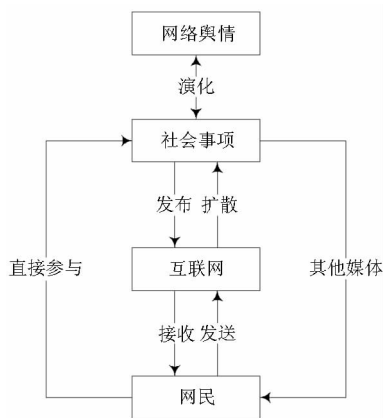 网络舆情
演化
社会事项
发布 扩散
互联网
直接参与
其他媒体
接收 发送
网民